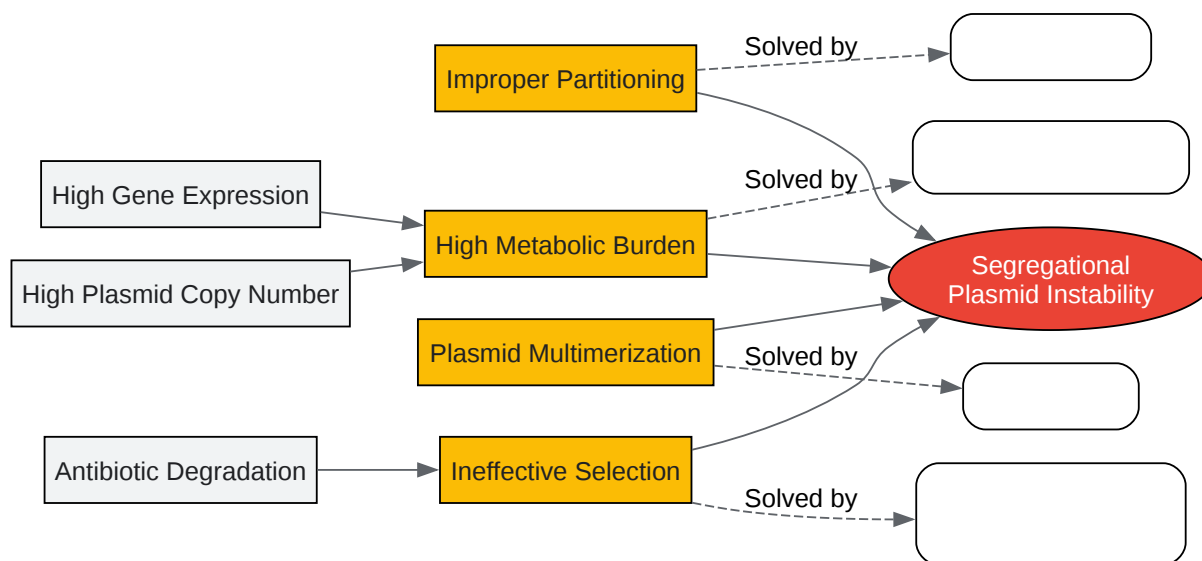 Solved by
Improper Partitioning
High Gene Expression
Solved by
High Metabolic Burden
High Plasmid Copy Number
Segregational
Plasmid Instability
Plasmid Multimerization
Solved by
Antibiotic Degradation
Ineffective Selection
Solved by